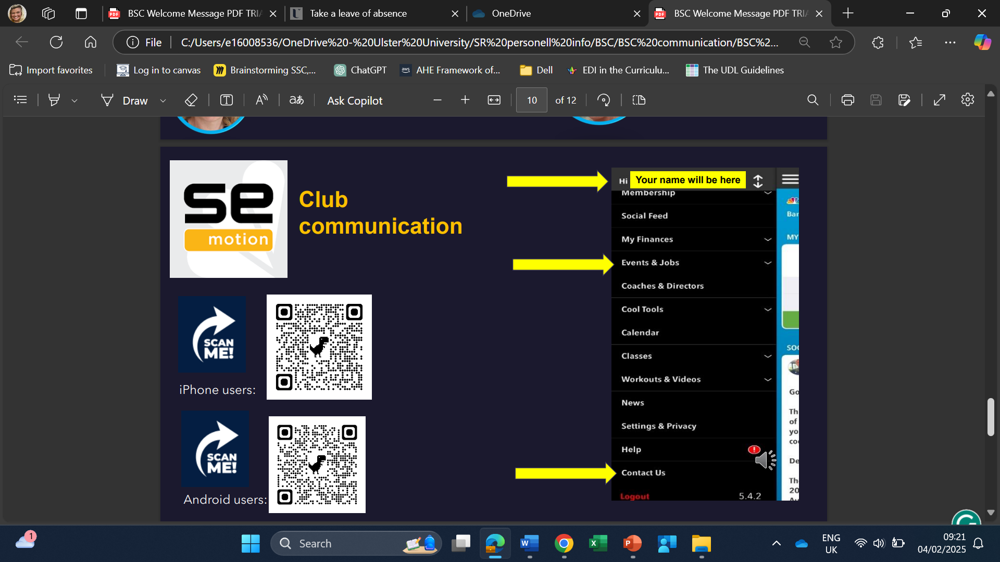 BSC Welcome Message PDF TRIA
Take a leave of absence
OneDrive
BSC Welcome Message PDF TRIA
File
C:/Users/e16008536/OneDrive%20-%20Ulster%20University/SR%20personell%20info/BSC/BSC%20communication/BSC%2...
Import favorites
Log in to canvas
Brainstorming SSC,...
ChatGPT
aws
AHE Framework of...
Dell
EDI in the Curriculu...
The UDL Guidelines
Draw
Ask Copilot
10
of 12
se
motion
Club
communication
SCAN
ME!
iPhone users:
SCAN
ME!
Android users:
Hi
Your name will be here
Membership
Social Feed
My Finances
Events & Jobs
Coaches & Directors
Cool Tools
Calendar
Classes
Workouts & Videos
News
Settings & Privacy
Help
Contact Us
Logout
5.4.2
Bar
MY
SOC
Go
Th
of
yo
coa
De
Th
20
1
Search
ENG
UK
09:21
04/02/2025